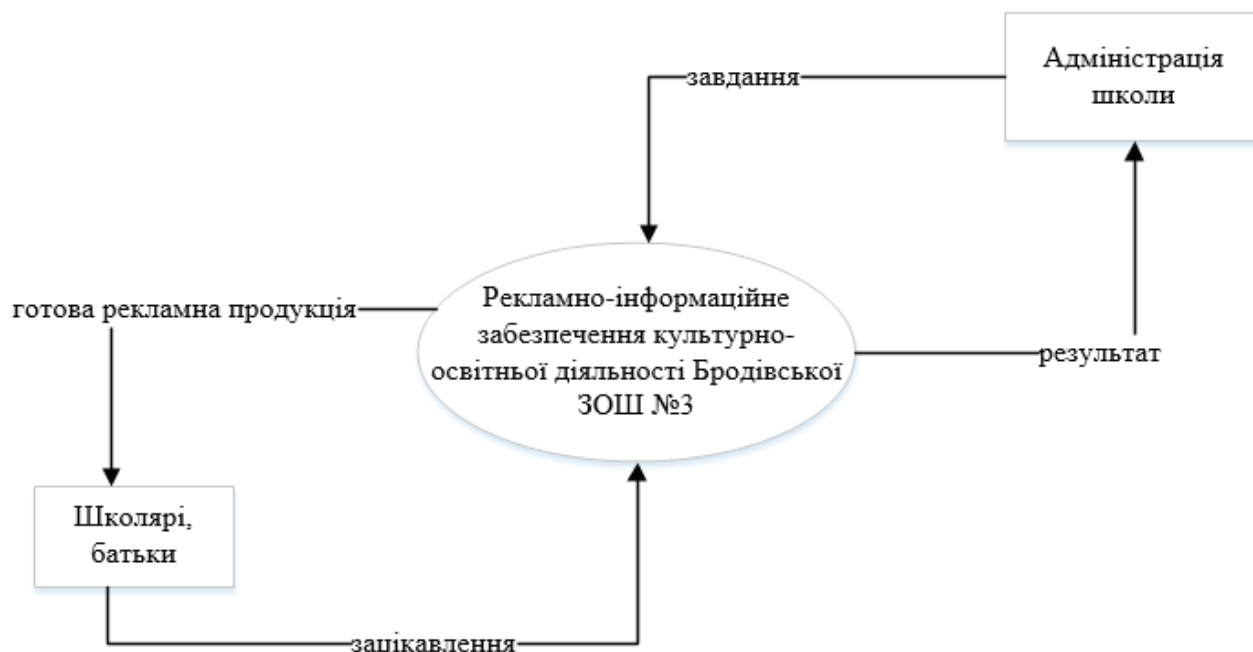 Адміністрація
школи
завдання
Рекламно-інформаційне
забезпечення культурно-
освітньої діяльності Бродівської
ЗОШ №3
готова рекламна продукція
результат
Школярі,
батьки
зацікавлення